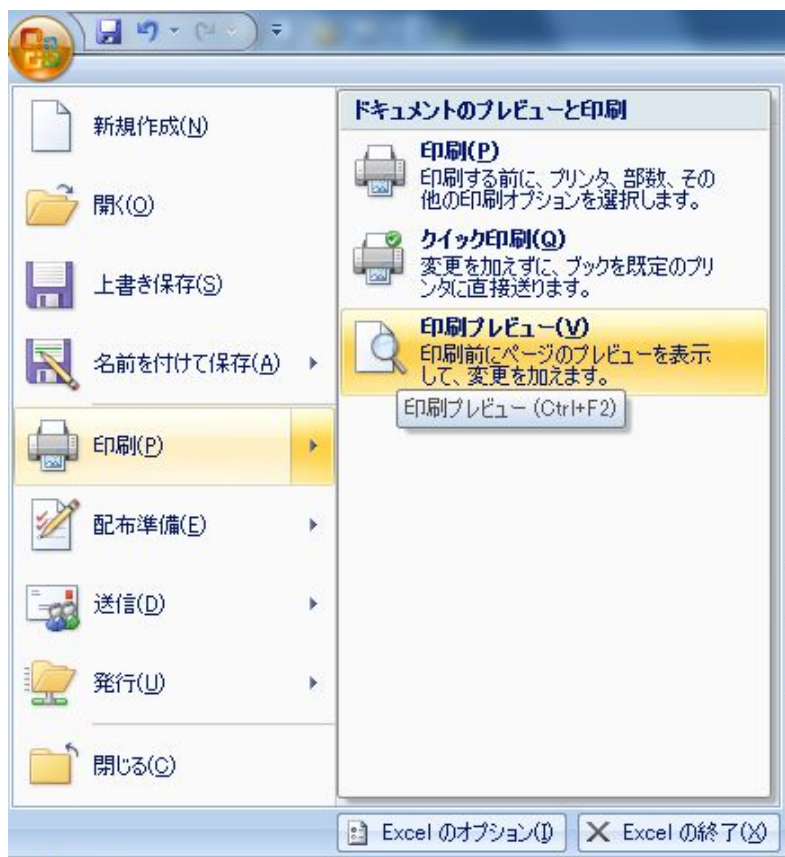 新規作成(N)
開く(O)
上書き保存(S)
名前を付けて保存(A)
印刷(P)
配布準備(E)
送信(D)
発行(U)
閉じる(C)
ドキュメントのプレビューと印刷
印刷(P)
印刷する前に、プリンタ、部数、その
他の印刷オプションを選択します。
クイック印刷(Q)
変更を加えずに、ブックを既定のプリ
ンタに直接送ります。
印刷プレビュー(V)
印刷前にページのプレビューを表示
して、変更を加えます。
印刷プレビュー (Ctrl+F2)
Excel のオプション(I)
Excel の終了(X)